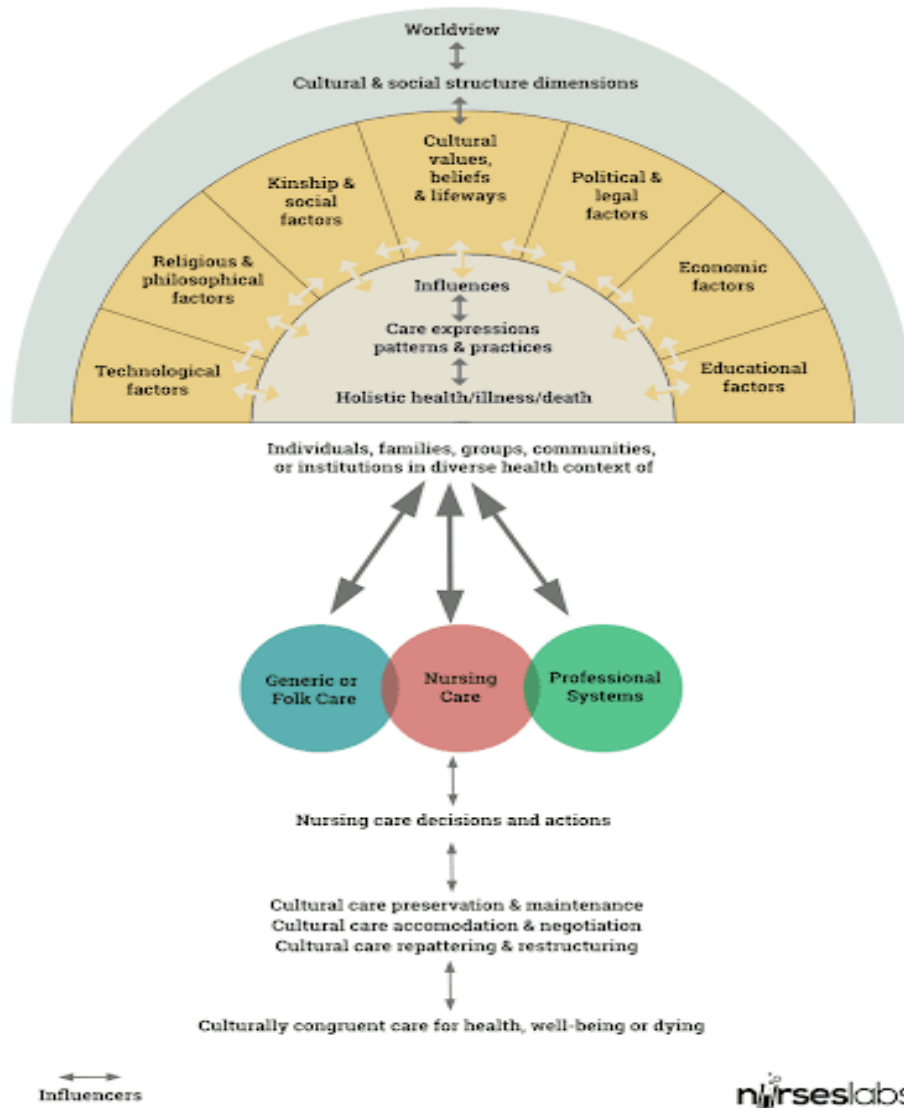 Worldview
Cultural & social structure dimensions
Cultural
values,
beliefs
& lifeways
Kinship &
social
factors
Political &
legal
factors
Religious &
philosophical
factors
Economic
factors
Technological
factors
Educational
factors
Influences
Care expressions
patterns & practices
Holistic health/illness/death
Individuals, families, groups, communities,
or institutions in diverse health context of
Generic or
Folk Care
Nursing
Care
Professional
Systems
Nursing care decisions and actions
Cultural care preservation & maintenance
Cultural care accomodation & negotiation
Cultural care repattering & restructuring
Culturally congruent care for health, well-being or dying
Influencers
nurseslabs